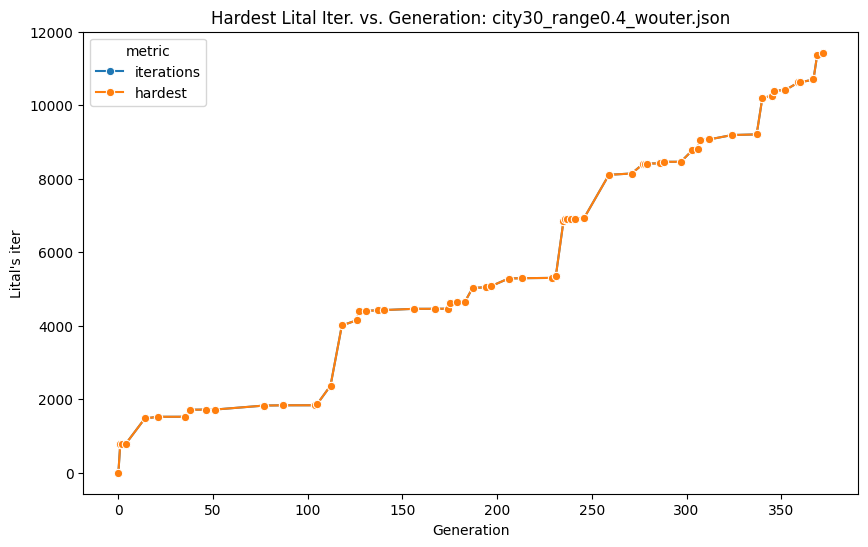 Hardest Lital Iter. vs. Generation: city30_range0.4_wouter.json
metric
iterations
hardest
12000
10000
8000
6000
4000
2000
0
Lital's iter
0 50 100 150 200 250 300 350
Generation